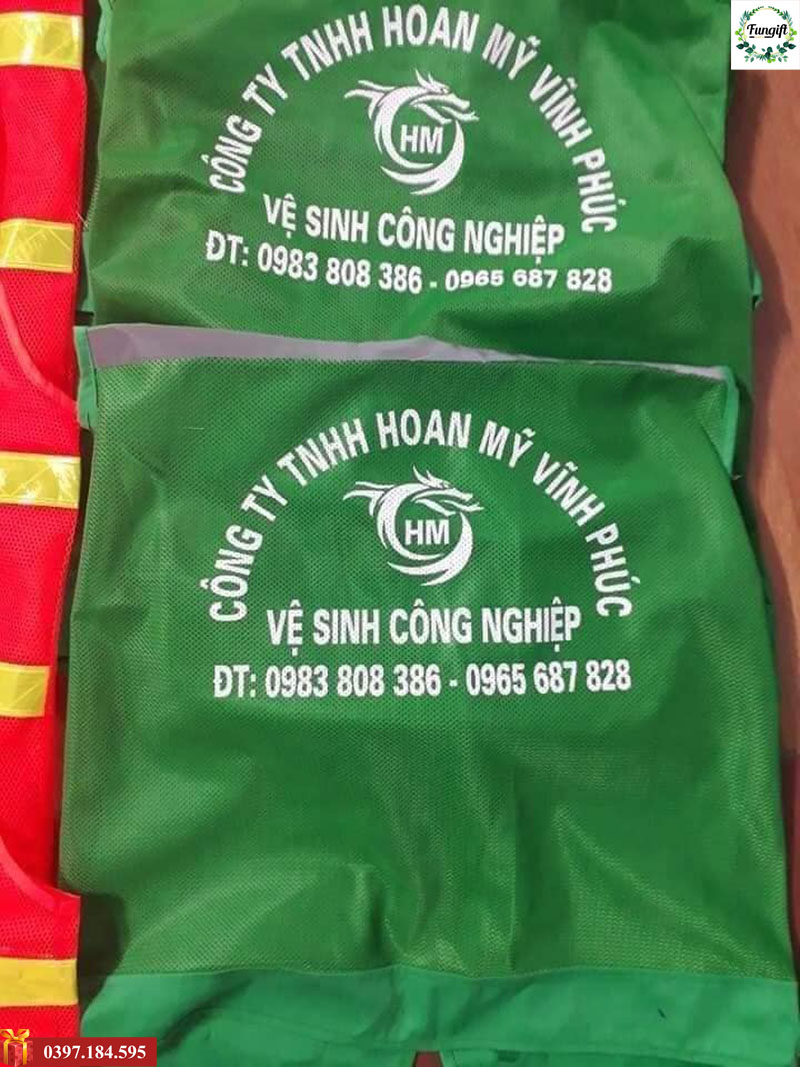 Fungift
CÔNG TY TNHH HOAN MỸ VĨNH PHÚC
HM
VỆ SINH CÔNG NGHIỆP
ĐT: 0983 808 386 - 0965 687 828
CÔNG TY TNHH HOAN MỸ VĨNH PHÚC
HM
VỆ SINH CÔNG NGHIỆP
ĐT: 0983 808 386 - 0965 687 828
0397.184.595